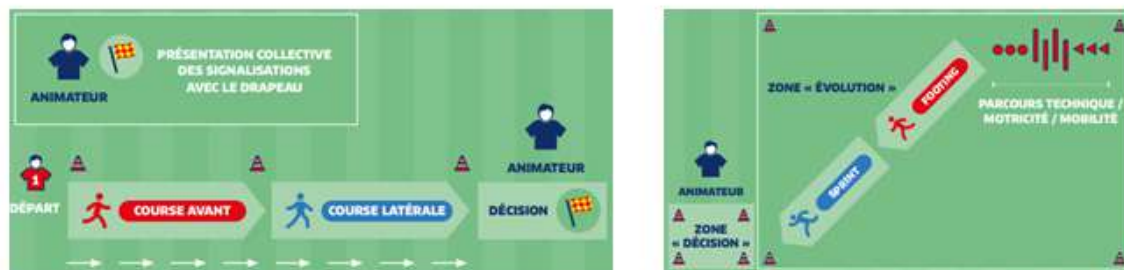 PRÉSENTATION COLLECTIVE
DES SIGNALISATIONS
AVEC LE DRAPEAU
ANIMATEUR
ANIMATEUR
1
DÉPART
COURSE AVANT
COURSE LATÉRALE
DÉCISION
ZONE « ÉVOLUTION »
FOOTING
PARCOURS TECHNIQUE /
MOTRICITÉ / MOBILITÉ
SPRINT
ANIMATEUR
ZONE
« DÉCISION »